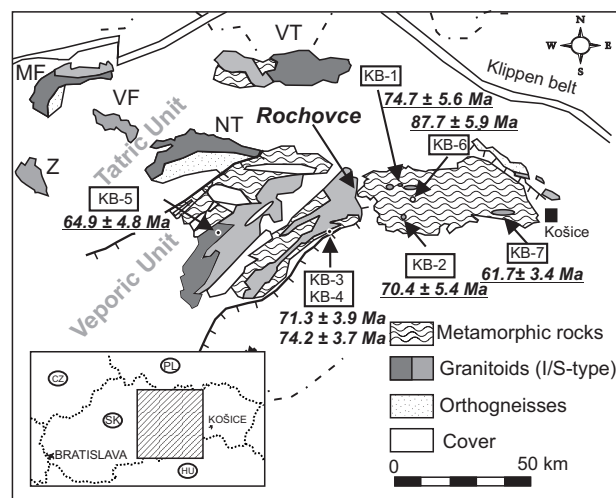 VT
N
W E
S
MF
KB-1
Klippen belt
74.7 ± 5.6 Ma
VF
87.7 ± 5.9 Ma
Rochovce
KB-6
NT
Tatric Unit
Z
KB-5
64.9 ± 4.8 Ma
Košice
KB-2
KB-7
KB-3
KB-4
61.7± 3.4 Ma
70.4 ± 5.4 Ma
Veporic Unit
71.3 ± 3.9 Ma
74.2 ± 3.7 Ma
Metamorphic rocks
Granitoids (I/S-type)
Orthogneisses
Cover
0 50 km
PL
CZ
SK
KOŠICE
BRATISLAVA
HU